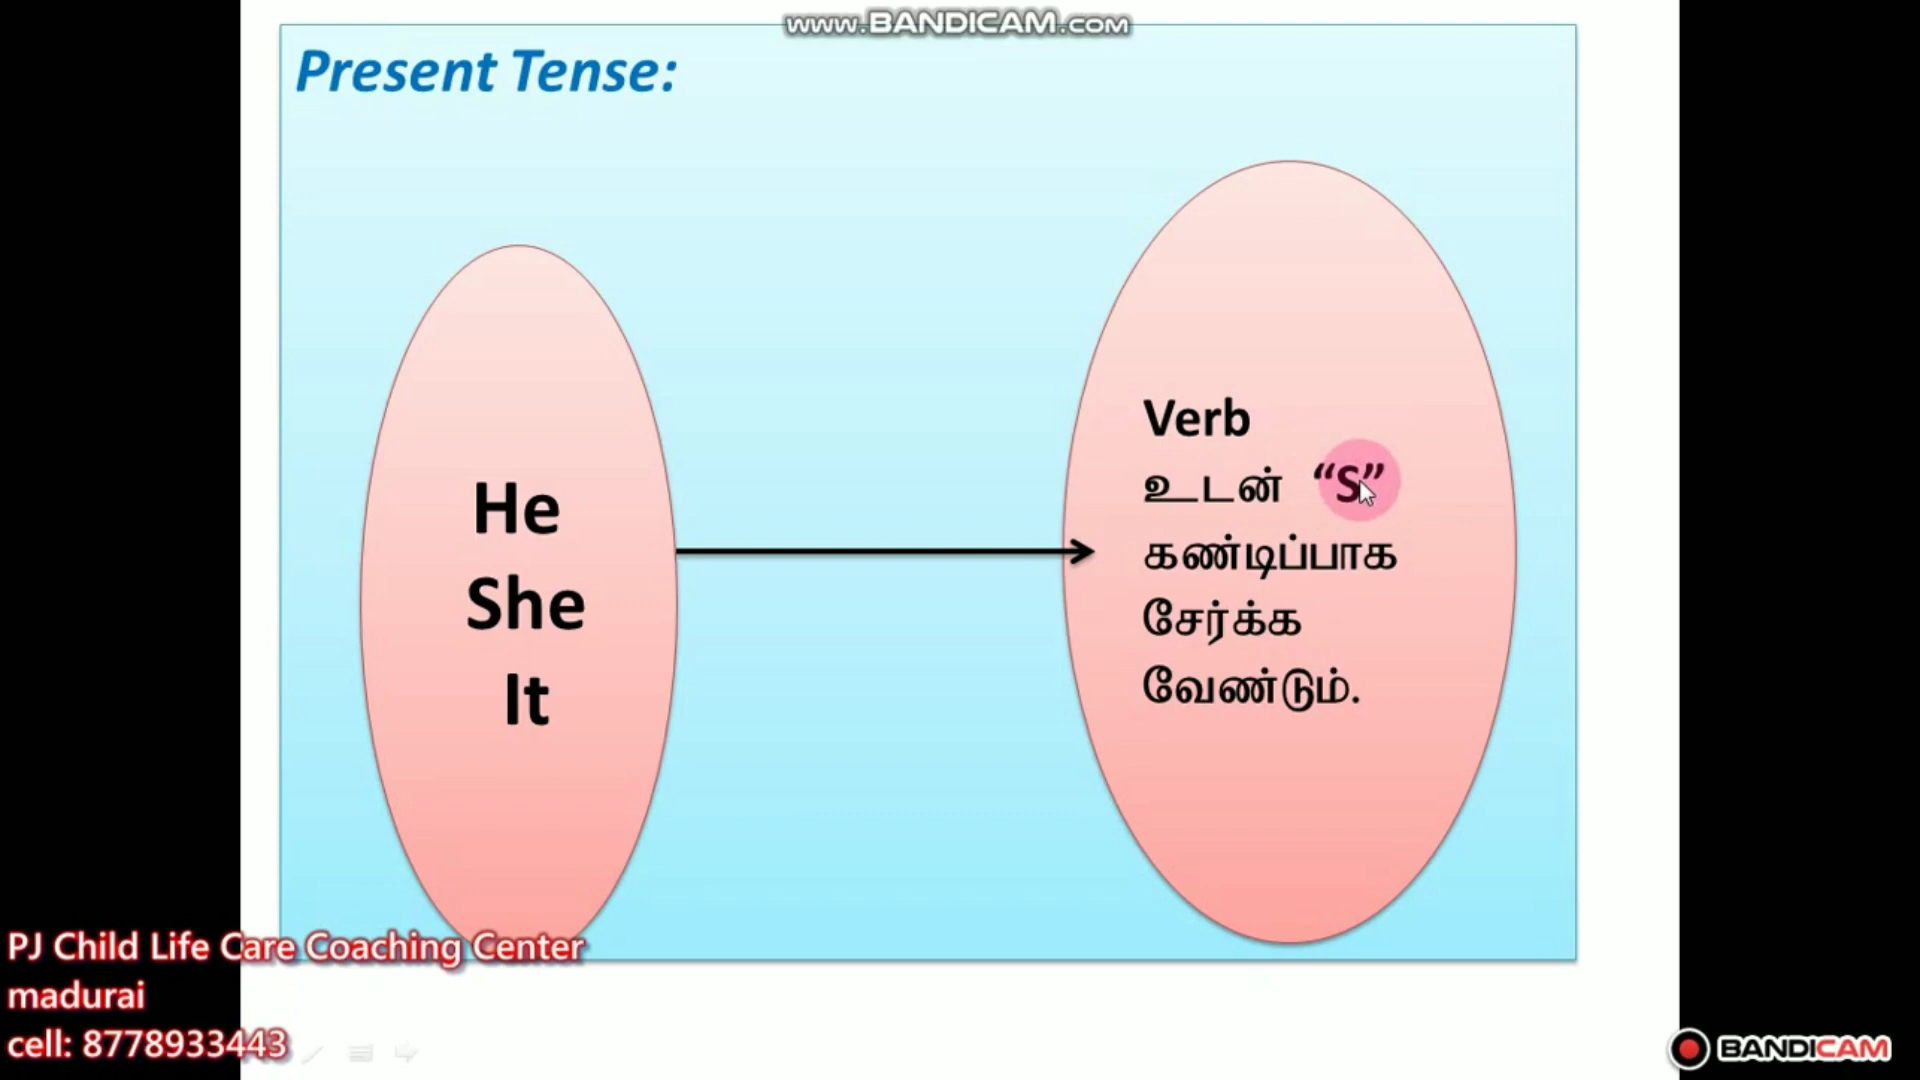 www.BANDICAM.com
Present Tense:
He
She
It
Verb
உடன் “S”
கண்டிப்பாக
சேர்க்க
வேண்டும்.
PJ Child Life Care Coaching Center
madurai
cell: 8778933443
BANDICAM